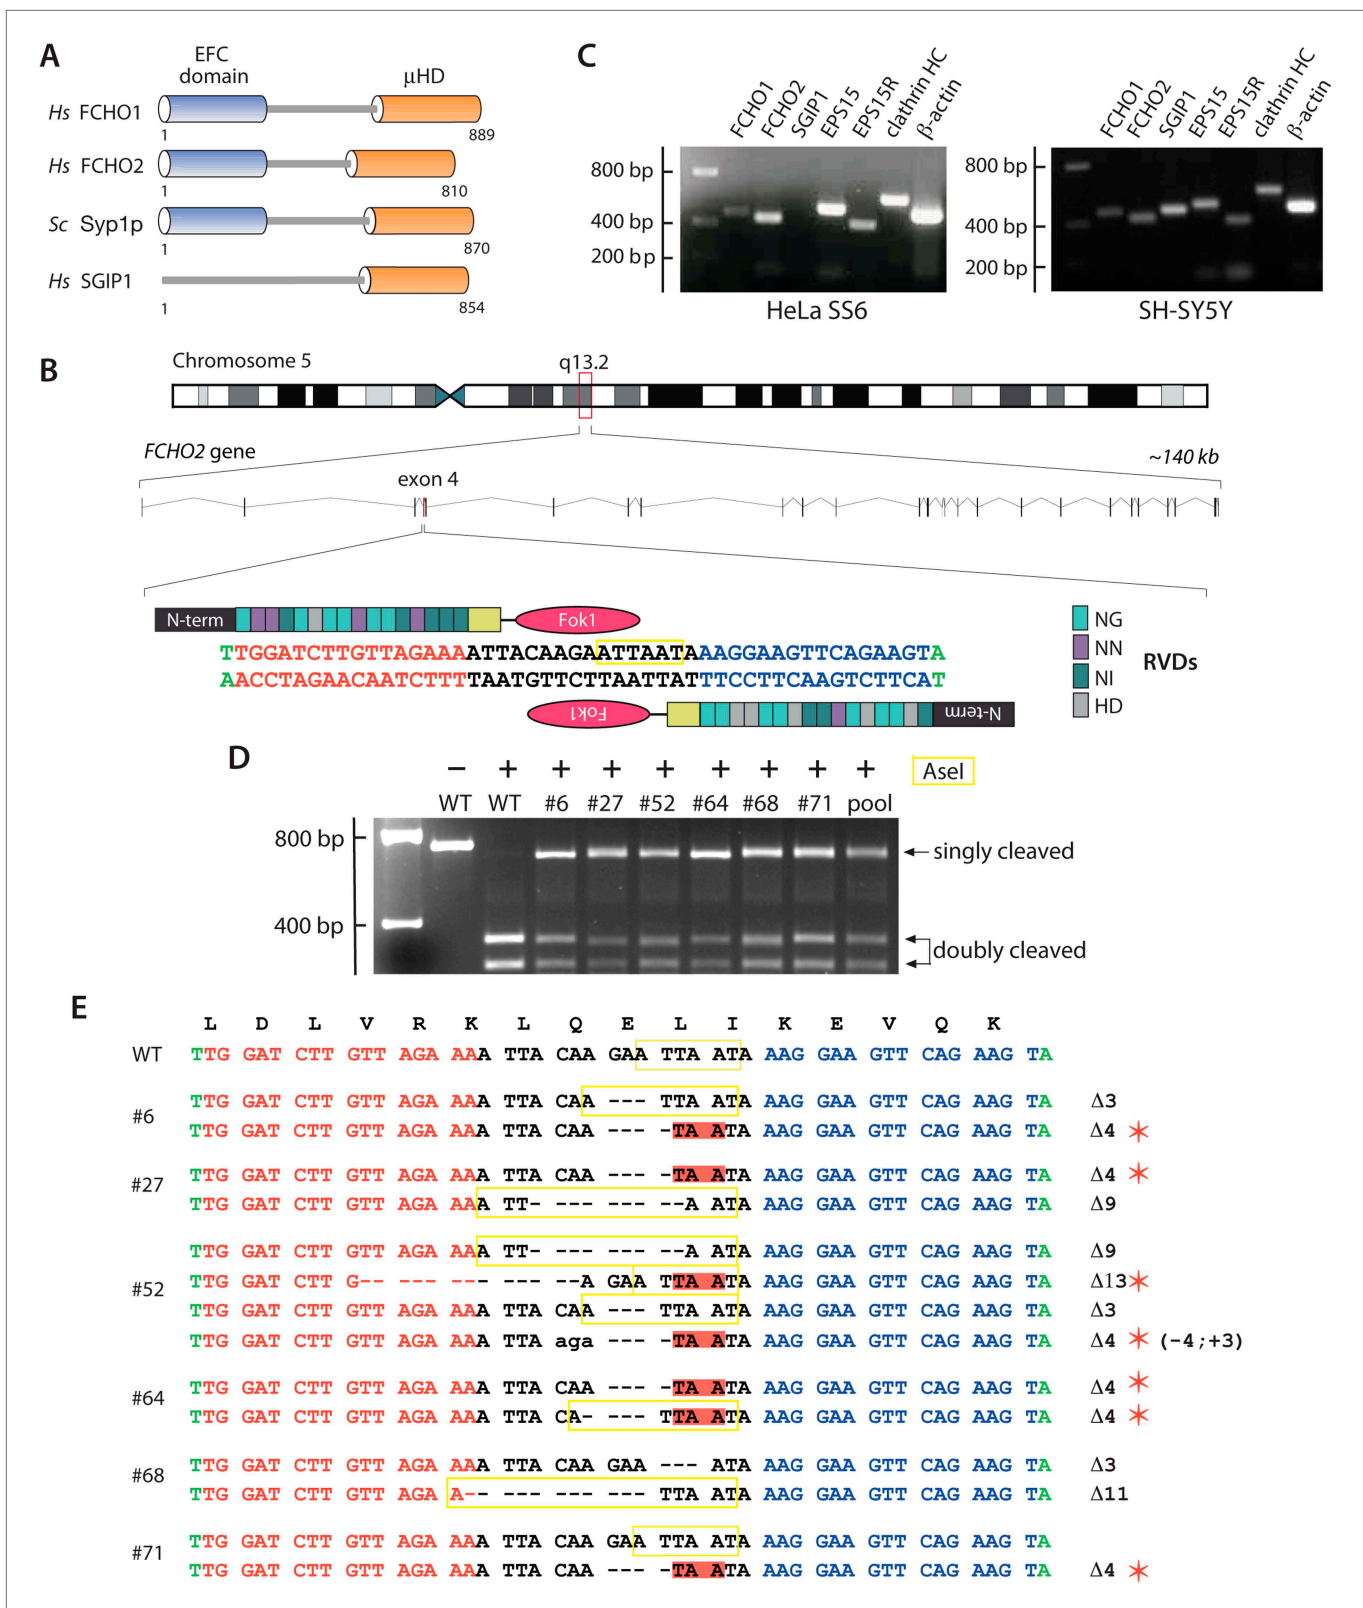 A
EFC
domain
μHD
Hs FCHO1
1
889
Hs FCHO2
1
810
Sc Syp1p
1
870
Hs SGIP1
1
854
C
FCHO1
FCHO2
SGIP1
EPS15
EPS15R
clathrin HC
β-actin
800 bp
400 bp
200 bp
HeLa SS6
FCHO1
FCHO2
SGIP1
EPS15
EPS15R
clathrin HC
β-actin
800 bp
400 bp
200 bp
SH-SY5Y
B
Chromosome 5
q13.2
FCHO2 gene
~140 kb
exon 4
N-term
Fok1
TTGGATCTTGTTAGAAAATTACAAGAATTAATAAAGGAAGTTCAGAAGTA
AACCTAGAACAATCTTTTAATGTTCTTAATTATTTCCTTCAAGTCTTCAT
Fok1
N-term
NG
NN
NI
HD
RVDs
D
− + + + + + + + +
AseI
WT WT #6 #27 #52 #64 #68 #71 pool
800 bp
400 bp
singly cleaved
doubly cleaved
E
L D L V R K L Q E L I K E V Q K
WT TTG GAT CTT GTT AGA AAA TTA CAA GAA TTA ATA AAG GAA GTT CAG AAG TA
#6
TTG GAT CTT GTT AGA AAA TTA CAA --- TTA ATA AAG GAA GTT CAG AAG TA Δ3
TTG GAT CTT GTT AGA AAA TTA CAA --- -TA ATA AAG GAA GTT CAG AAG TA Δ4
#27
TTG GAT CTT GTT AGA AAA TTA CAA --- -TA ATA AAG GAA GTT CAG AAG TA Δ4
TTG GAT CTT GTT AGA AAA TT- --- --- --A ATA AAG GAA GTT CAG AAG TA Δ9
#52
TTG GAT CTT GTT AGA AAA TT- --- --- --A ATA AAG GAA GTT CAG AAG TA Δ9
TTG GAT CTT G-- --- --- --- --A GAA TTA ATA AAG GAA GTT CAG AAG TA Δ13
TTG GAT CTT GTT AGA AAA TTA CAA --- TTA ATA AAG GAA GTT CAG AAG TA Δ3
TTG GAT CTT GTT AGA AAA TTA aga --- -TA ATA AAG GAA GTT CAG AAG TA Δ4 (-4;+3)
#64
TTG GAT CTT GTT AGA AAA TTA CAA --- -TA ATA AAG GAA GTT CAG AAG TA Δ4
TTG GAT CTT GTT AGA AAA TTA CA- --- TTA ATA AAG GAA GTT CAG AAG TA Δ4
#68
TTG GAT CTT GTT AGA AAA TTA CAA GAA --- ATA AAG GAA GTT CAG AAG TA Δ3
TTG GAT CTT GTT AGA A-- --- --- --- TTA ATA AAG GAA GTT CAG AAG TA Δ11
#71
TTG GAT CTT GTT AGA AAA TTA CAA GAA TTA ATA AAG GAA GTT CAG AAG TA
TTG GAT CTT GTT AGA AAA TTA CAA --- -TA ATA AAG GAA GTT CAG AAG TA Δ4